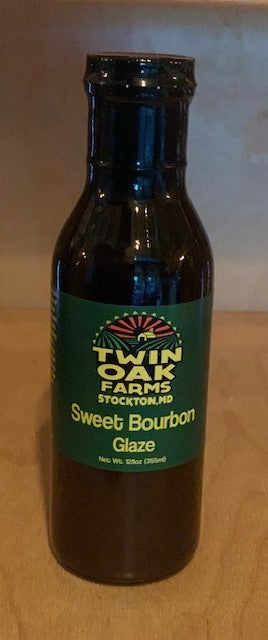 TWIN
OAK
FARMS
STOCKTON,MD
Sweet Bourbon
Glaze
Net Wt. 12floz (355ml)